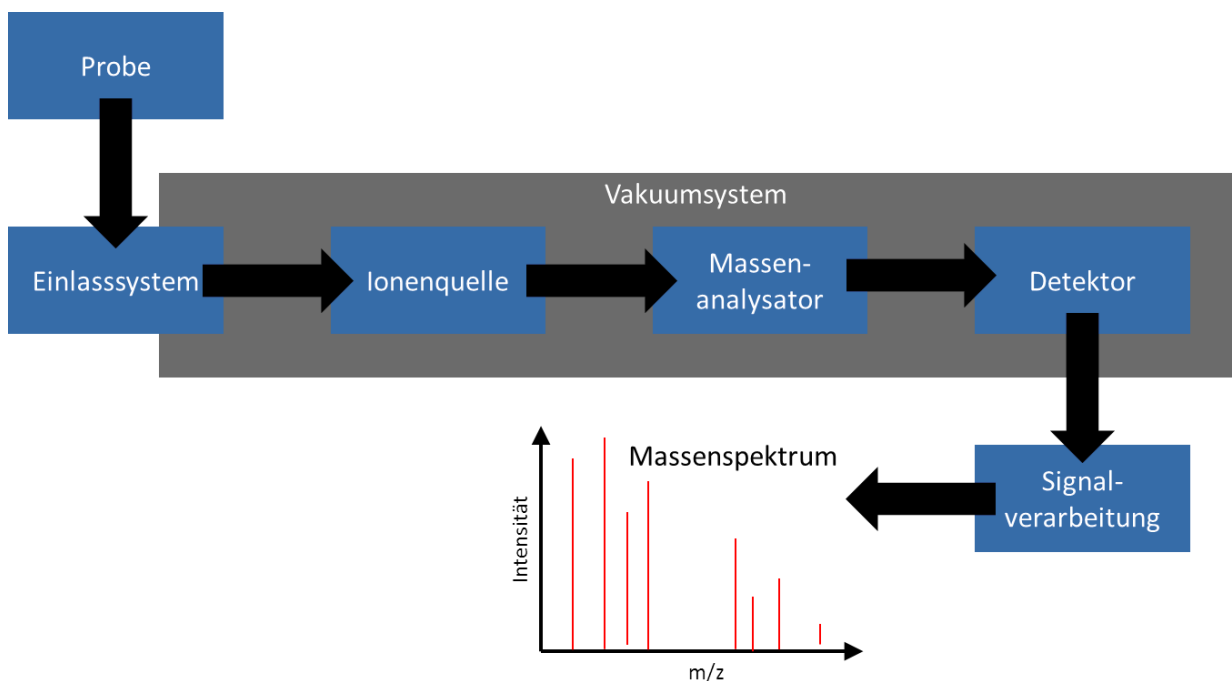 Probe
Vakuumsystem
Einlasssystem
Ionenquelle
Massen-
analysator
Detektor
Massenspektrum
Signal-
verarbeitung
Intensität
m/z